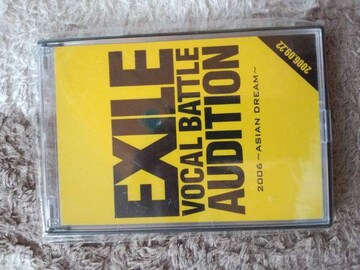 2006.09.22
EXILE
VOCAL BATTLE
AUDITION
2006 ~ASIAN DREAM~